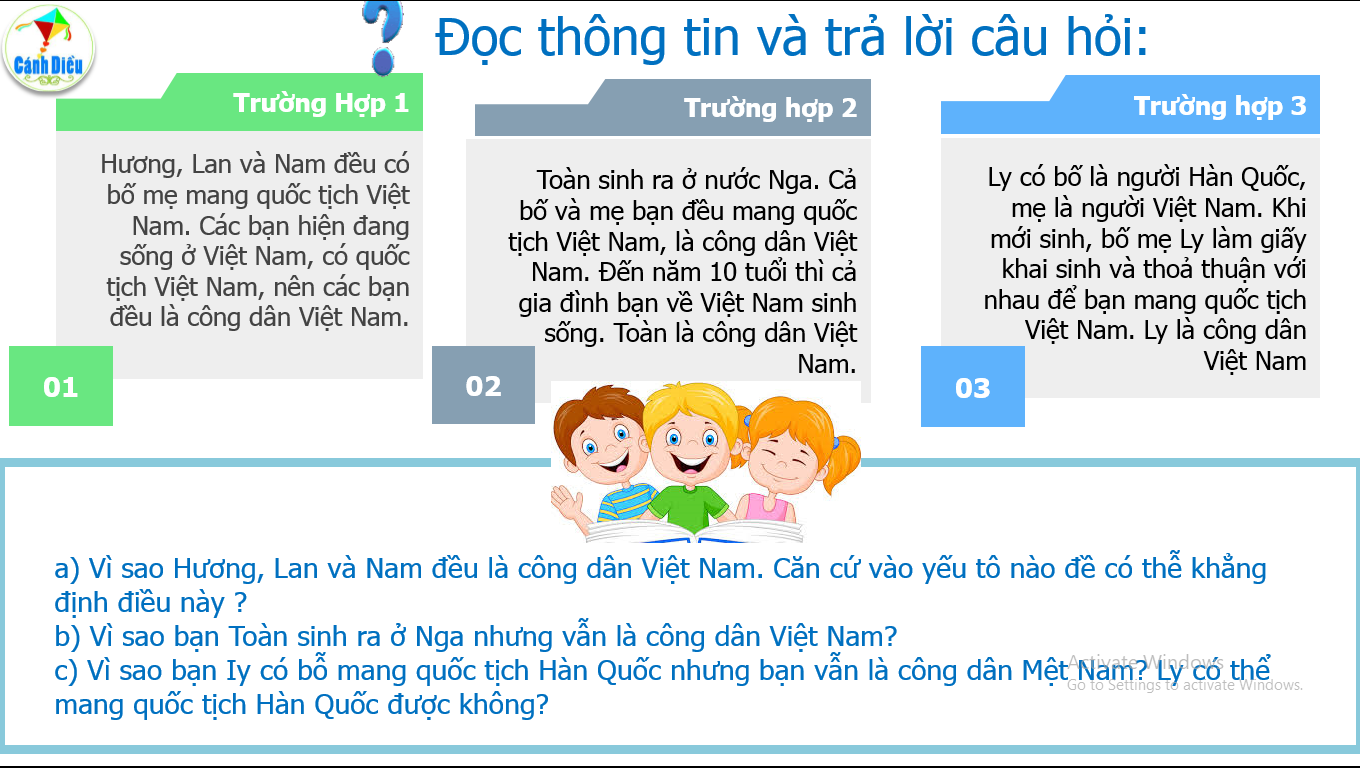 Cánh Diều
?
Đọc thông tin và trả lời câu hỏi:
Trường Hợp 1
Hương, Lan và Nam đều có
bố mẹ mang quốc tịch Việt
Nam. Các bạn hiện đang
sống ở Việt Nam, có quốc
tịch Việt Nam, nên các bạn
đều là công dân Việt Nam.
01
Trường hợp 2
Toàn sinh ra ở nước Nga. Cả
bố và mẹ bạn đều mang quốc
tịch Việt Nam, là công dân Việt
Nam. Đến năm 10 tuổi thì cả
gia đình bạn về Việt Nam sinh
sống. Toàn là công dân Việt
Nam.
02
Trường hợp 3
Ly có bố là người Hàn Quốc,
mẹ là người Việt Nam. Khi
mới sinh, bố mẹ Ly làm giấy
khai sinh và thoả thuận với
nhau để bạn mang quốc tịch
Việt Nam. Ly là công dân
Việt Nam
03
a) Vì sao Hương, Lan và Nam đều là công dân Việt Nam. Căn cứ vào yếu tô nào đề có thễ khẳng
định điều này ?
b) Vì sao bạn Toàn sinh ra ở Nga nhưng vẫn là công dân Việt Nam?
c) Vì sao bạn Iy có bỗ mang quốc tịch Hàn Quốc nhưng bạn vẫn là công dân Mệt Nam? Ly có thể
mang quốc tịch Hàn Quốc được không?
Activate Windows
Go to Settings to activate Windows.